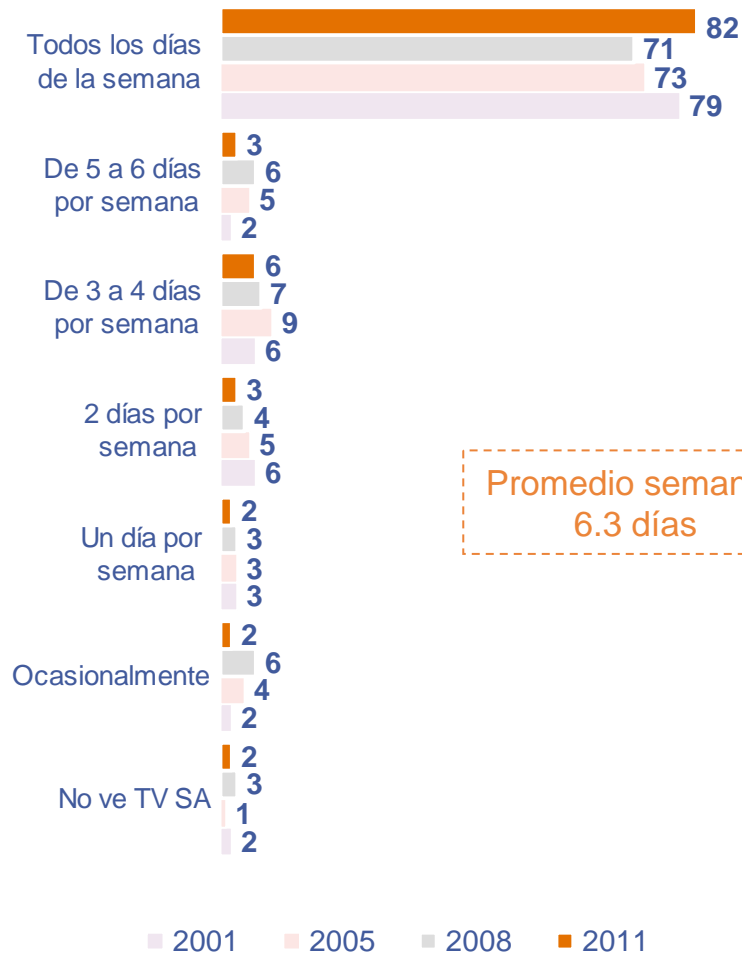 Todos los días
de la semana
82
71
73
79
De 5 a 6 días
por semana
3
6
5
2
De 3 a 4 días
por semana
6
7
9
6
2 días por
semana
3
4
5
6
Promedio seman
6.3 días
Un día por
semana
2
3
3
3
Ocasionalmente
2
6
4
2
No ve TV SA
2
3
1
2
2001 2005 2008 2011